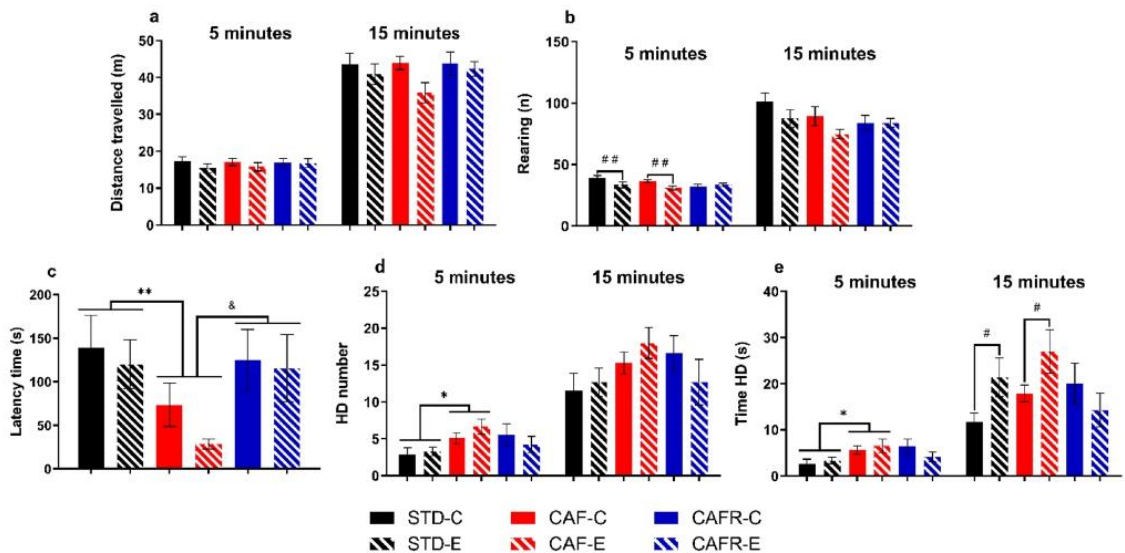 a
5 minutes 15 minutes
Distance travelled (m)
50
40
30
20
10
0
b
5 minutes 15 minutes
Rearing (n)
150
100
50
0
## ##
c
Latency time (s)
200
150
100
50
0
** &
d
5 minutes 15 minutes
HD number
25
20
15
10
5
0
*
e
5 minutes 15 minutes
Time HD (s)
40
30
20
10
0
* # #
STD-C CAF-C CAFR-C
STD-E CAF-E CAFR-E